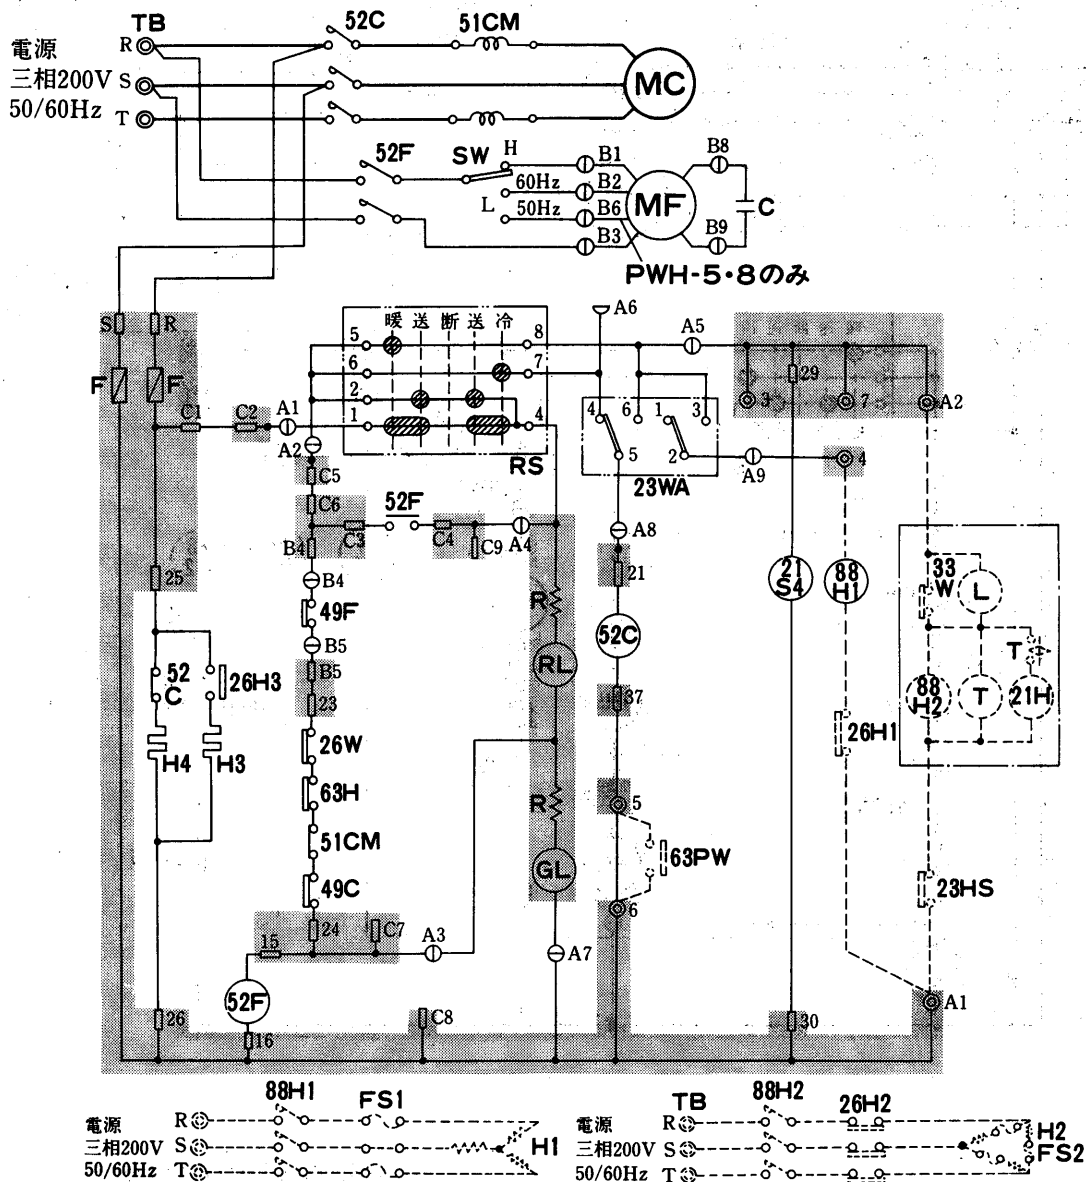 TB
52C
51CM
電源
三相200V
50/60Hz
R
S
T
MC
52F
SW
H
60Hz
L
50Hz
B1
B2
B6
B3
MF
B8
B9
C
PWH-5・8のみ
S
R
F
F
C1
C2
A1
A2
暖 送 断 送 冷
5
6
2
1
8
7
4
RS
A6
A5
4
6
1
3
5
2
23WA
A9
3
29
7
A2
4
C5
C6
C3
52F
C4
C9
A4
B4
B4
49F
B5
B5
23
26W
63H
51CM
49C
24
C7
15
A3
52F
16
25
52
C
26H3
H4
H3
26
C8
R
RL
R
GL
A7
A8
21
52C
37
5
63PW
6
21
S4
88
H1
26H1
30
33
W
L
T
88
H2
T
21H
23HS
A1
88H1
FS1
電源
三相200V
50/60Hz
R
S
T
H1
TB
88H2
26H2
電源
三相200V
50/60Hz
R
S
T
H2
FS2